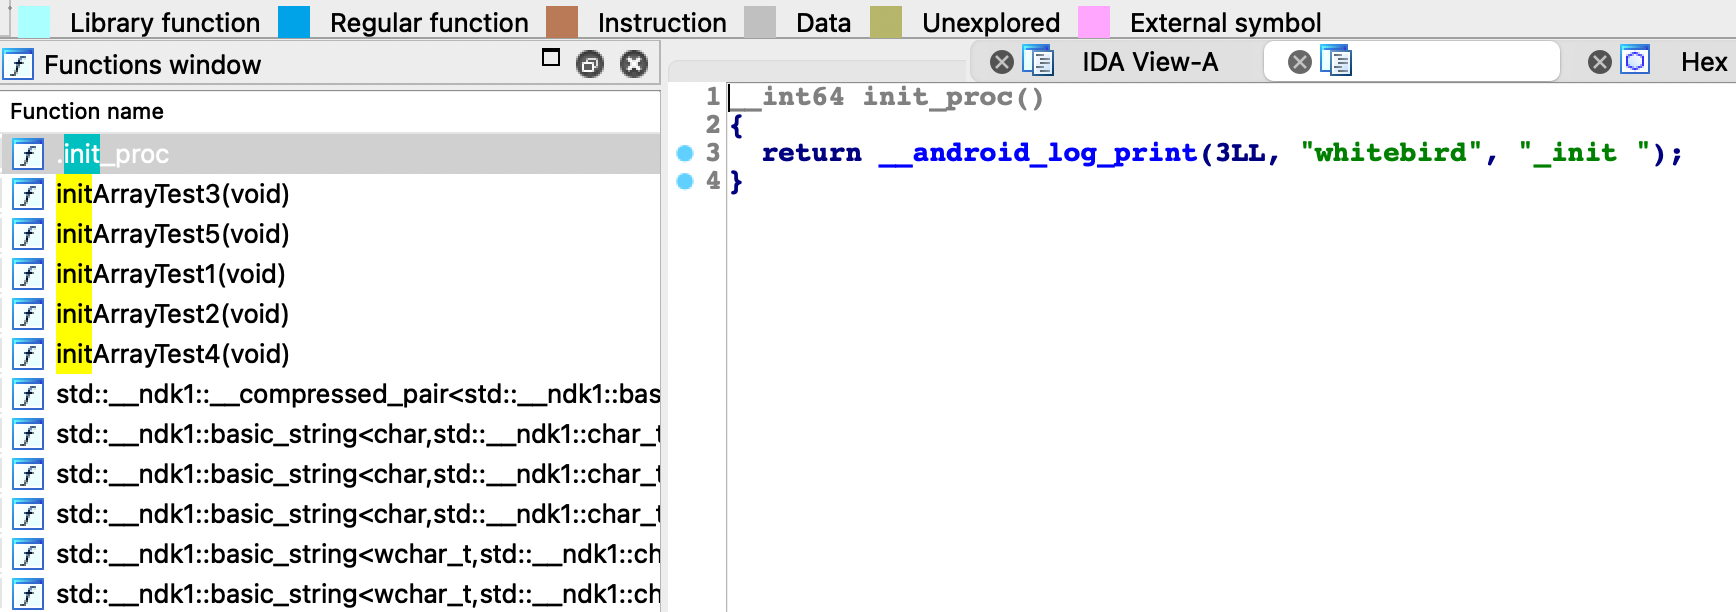 Library function Regular function Instruction Data Unexplored External symbol
Functions window
IDA View-A
Hex
Function name
.init_proc
initArrayTest3(void)
initArrayTest5(void)
initArrayTest1(void)
initArrayTest2(void)
initArrayTest4(void)
std::__ndk1::__compressed_pair<std::__ndk1::bas
std::__ndk1::basic_string<char,std::__ndk1::char_t
std::__ndk1::basic_string<char,std::__ndk1::char_t
std::__ndk1::basic_string<char,std::__ndk1::char_t
std::__ndk1::basic_string<wchar_t,std::__ndk1::ch
std::__ndk1::basic_string<wchar_t,std::__ndk1::ch
1 __int64 init_proc()
2 {
3 return __android_log_print(3LL, "whitebird", "_init ");
4 }